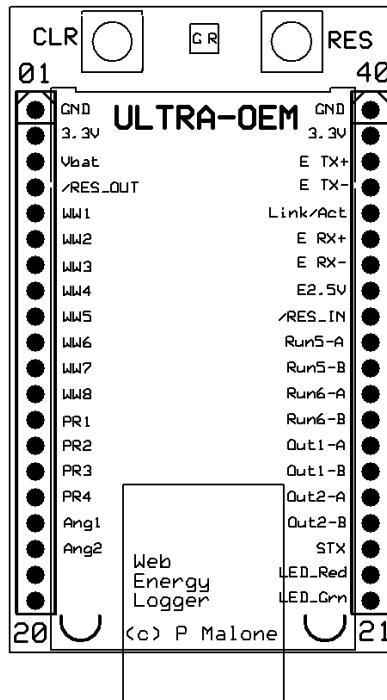 CLR G R RES
01 40
ULTRA-OEM
GND GND
3.3V 3.3V
Vbat E TX+
/RES_OUT E TX-
WW1 Link/Act
WW2 E RX+
WW3 E RX-
WW4 E2.5V
WW5 /RES_IN
WW6 Run5-A
WW7 Run5-B
WW8 Run6-A
PR1 Run6-B
PR2 Out1-A
PR3 Out1-B
PR4 Out2-A
Ang1 Out2-B
Ang2 STX
LED_Red
LED_Grn
Web
Energy
Logger
20 (c) P Malone 21